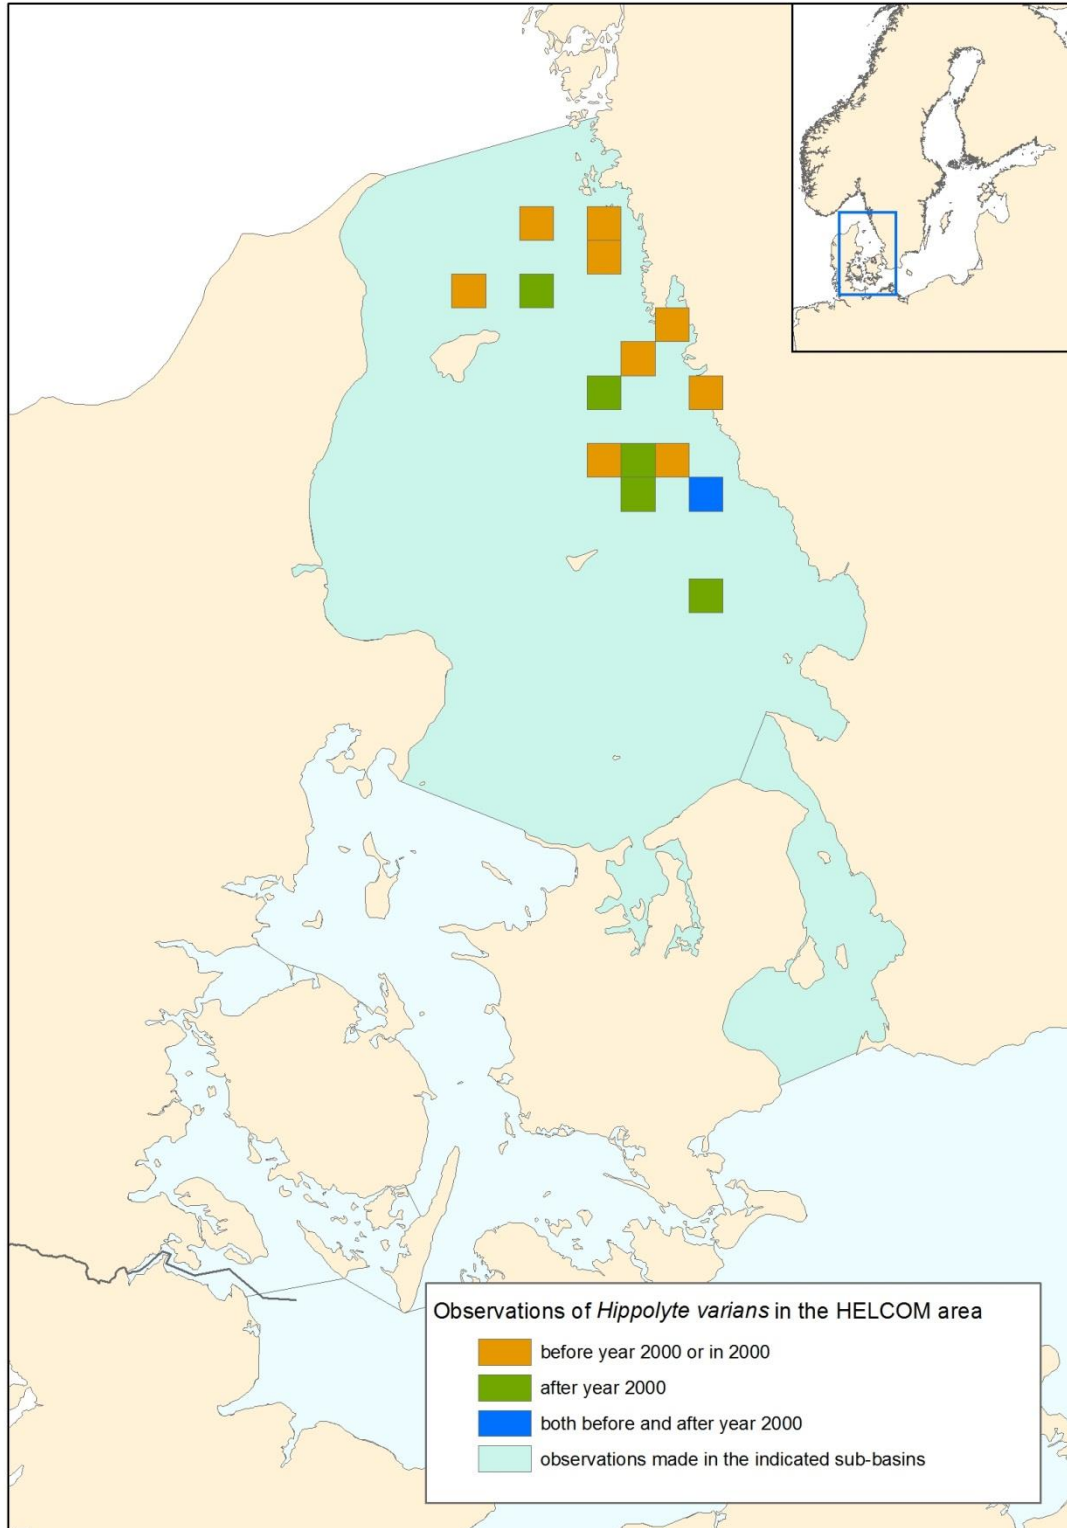 Observations of Hippolyte varians in the HELCOM area
before year 2000 or in 2000
after year 2000
both before and after year 2000
observations made in the indicated sub-basins